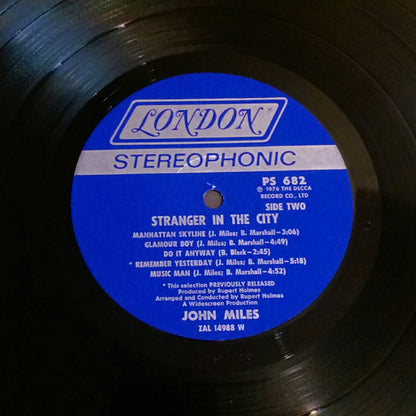 LONDON
STEREOPHONIC
PS 682
℗ 1976 THE DECCA
RECORD CO., LTD
SIDE TWO
STRANGER IN THE CITY
MANHATTAN SKYLINE (J. Miles; B. Marshall-3:06)
GLAMOUR BOY (J. Miles; B. Marshall-4:49)
DO IT ANYWAY (B. Black-2:45)
* REMEMBER YESTERDAY (J. Miles; B. Marshall-5:18)
MUSIC MAN (J. Miles; B. Marshall-4:52)
* This selection PREVIOUSLY RELEASED
Produced by Rupert Holmes
Arranged and Conducted by Rupert Holmes
A Widescreen Production
JOHN MILES
ZAL 14988 W